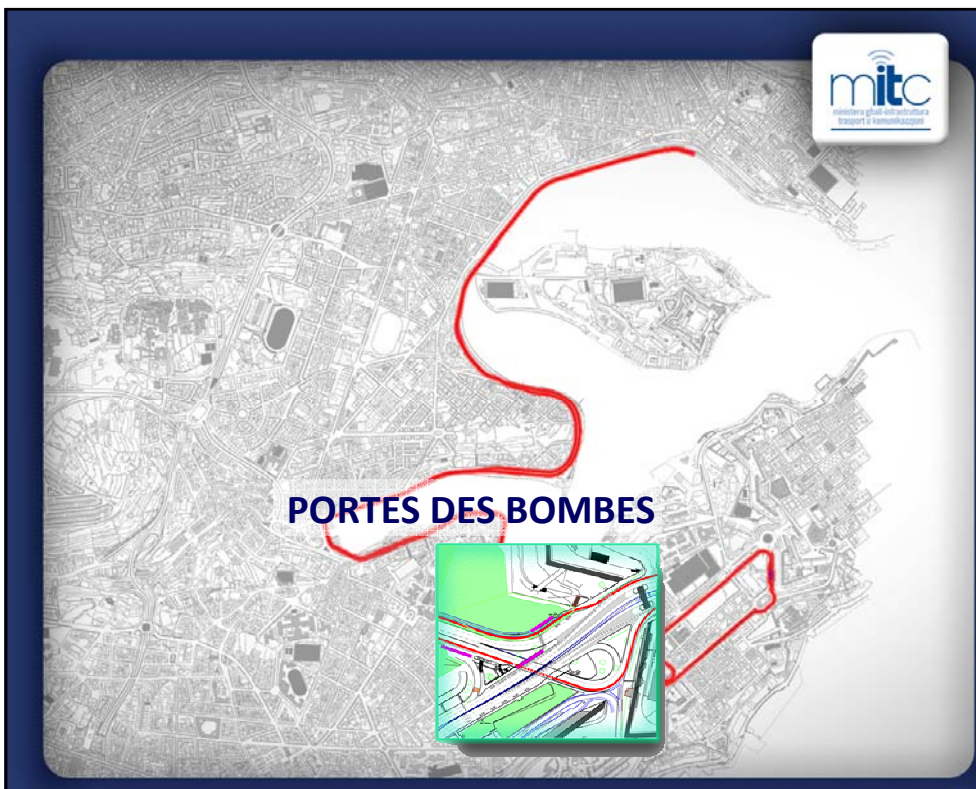 mitc
ministeru għall-infrastruttura
trasport u komunikazzjoni
PORTES DES BOMBES